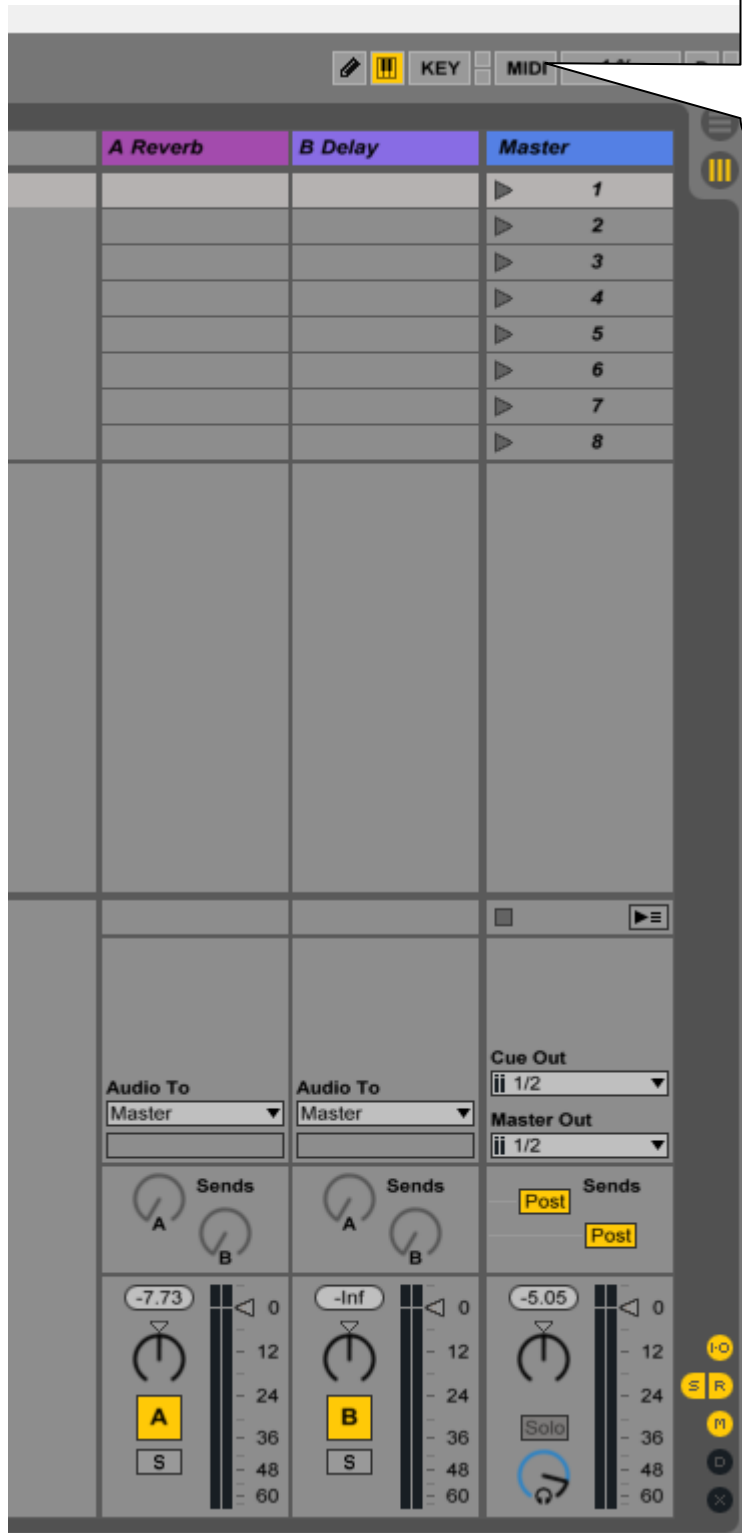 KEY MIDI
A Reverb B Delay Master
1
2
3
4
5
6
7
8
Cue Out
1/2
Audio To Audio To
Master Master
Master Out
1/2
Sends Sends Sends
A A Post
B B Post
-7.73 -Inf -5.05
0 0 0
12 12 12
I·O
24 24 24
S R
A B Solo
M
36 36 36
S S
48 48 48
D
60 60 60
X